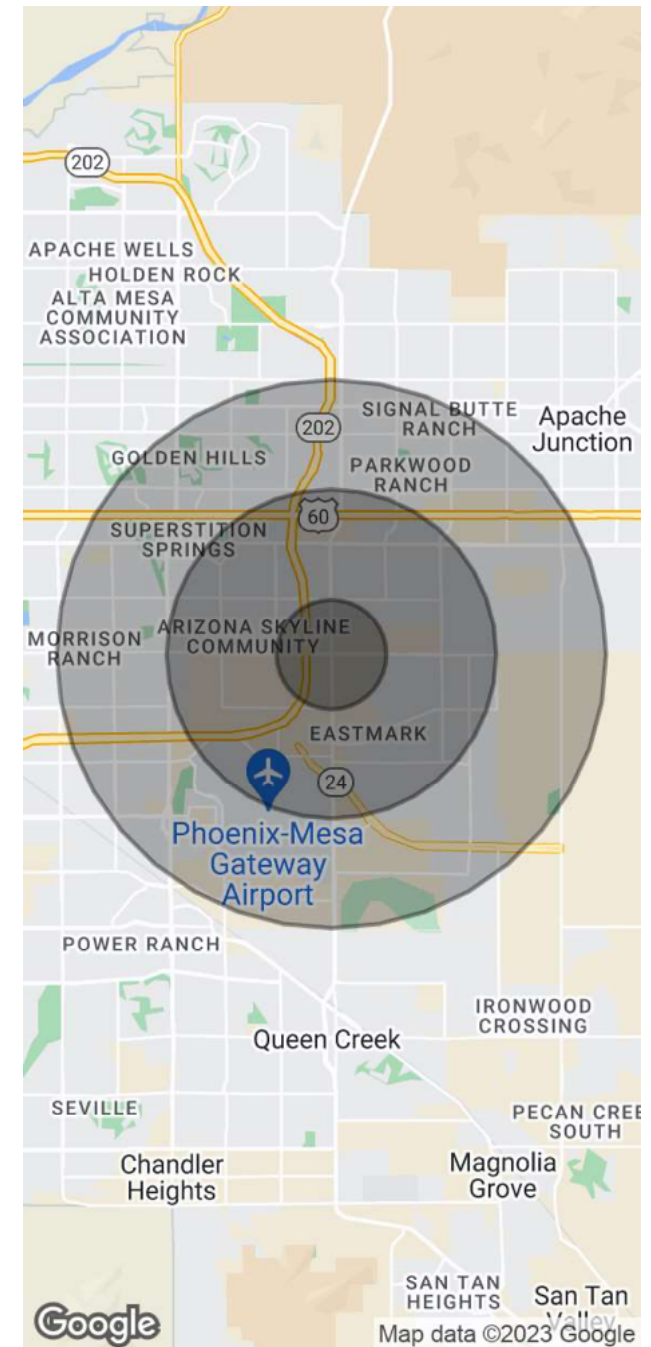 202
APACHE WELLS
HOLDEN ROCK
ALTA MESA
COMMUNITY
ASSOCIATION
SIGNAL BUTTE
RANCH
Apache
Junction
202
GOLDEN HILLS
PARKWOOD
RANCH
60
SUPERSTITION
SPRINGS
ARIZONA SKYLINE
COMMUNITY
MORRISON
RANCH
EASTMARK
24
Phoenix-Mesa
Gateway
Airport
POWER RANCH
IRONWOOD
CROSSING
Queen Creek
SEVILLE
PECAN CREE
SOUTH
Chandler
Heights
Magnolia
Grove
SAN TAN
HEIGHTS
San Tan
Valley
Google
Map data ©2023 Google